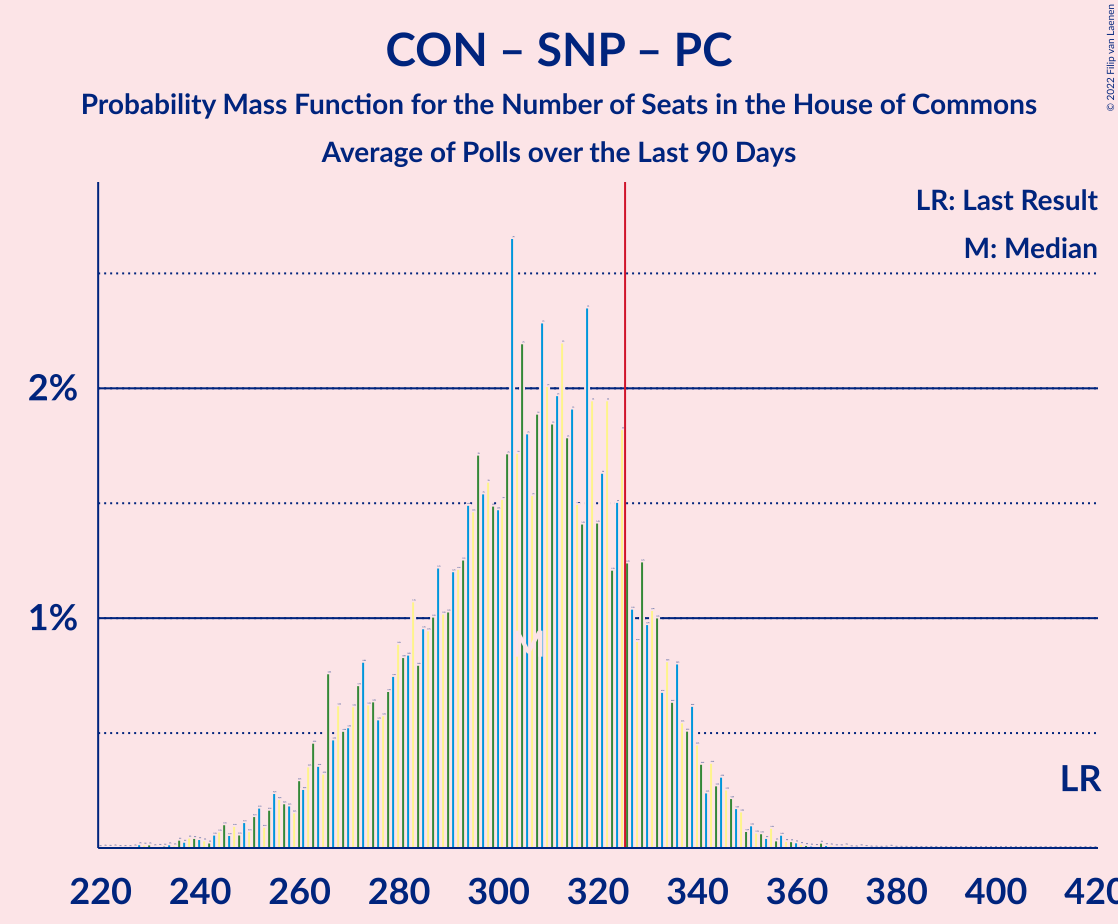 CON – SNP – PC
Probability Mass Function for the Number of Seats in the House of Commons
Average of Polls over the Last 90 Days
© 2022 Filip van Laenen
LR: Last Result
M: Median
2%
1%
M
LR
220 240 260 280 300 320 340 360 380 400 420